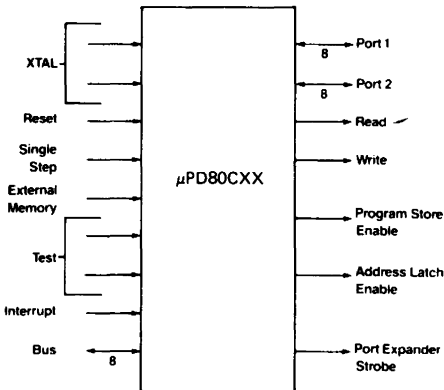 XTAL
Reset
Single
Step
External
Memory
Test
Interrupt
Bus
8
μPD80CXX
8
Port 1
8
Port 2
Read
Write
Program Store
Enable
Address Latch
Enable
Port Expander
Strobe